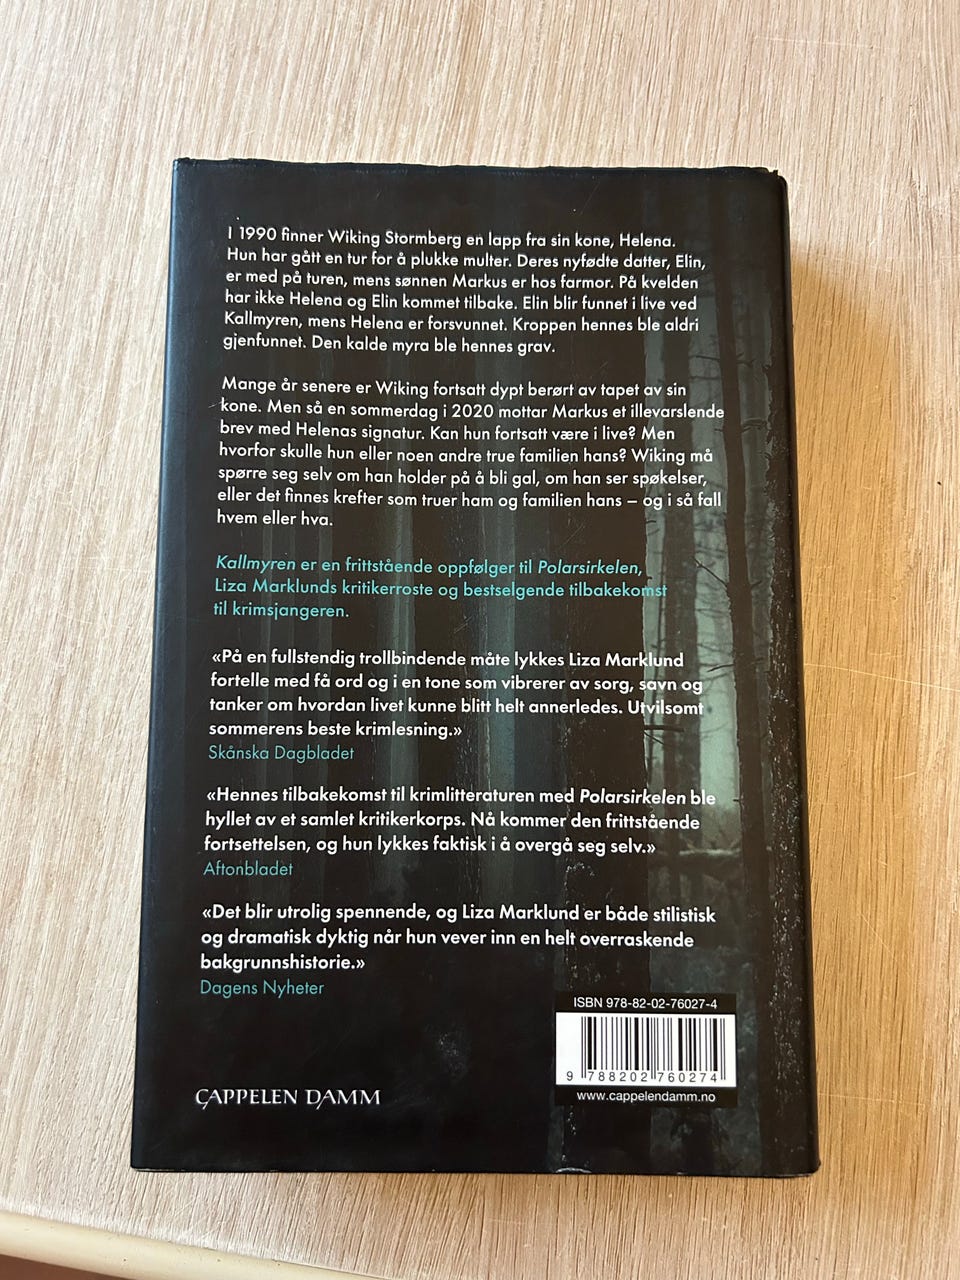 I 1990 finner Wiking Stormberg en lapp fra sin kone, Helena.
Hun har gått en tur for å plukke multer. Deres nyfødte datter, Elin,
er med på turen, mens sønnen Markus er hos farmor. På kvelden
har ikke Helena og Elin kommet tilbake. Elin blir funnet i live ved
Kallmyren, mens Helena er forsvunnet. Kroppen hennes ble aldri
gjenfunnet. Den kalde myra ble hennes grav.
Mange år senere er Wiking fortsatt dypt berørt av tapet av sin
kone. Men så en sommerdag i 2020 mottar Markus et illevarslende
brev med Helenas signatur. Kan hun fortsatt være i live? Men
hvorfor skulle hun eller noen andre true familien hans? Wiking må
spørre seg selv om han holder på å bli gal, om han ser spøkelser,
eller det finnes krefter som truer ham og familien hans – og i så fall
hvem eller hva.
Kallmyren er en frittstående oppfølger til Polarsirkelen,
Liza Marklunds kritikerroste og bestselgende tilbakekomst
til krimsjangeren.
«På en fullstendig trollbindende måte lykkes Liza Marklund
fortelle med få ord og i en tone som vibrerer av sorg, savn og
tanker om hvordan livet kunne blitt helt annerledes. Utvilsomt
sommerens beste krimlesning.»
Skånska Dagbladet
«Hennes tilbakekomst til krimlitteraturen med Polarsirkelen ble
hyllet av et samlet kritikerkorps. Nå kommer den frittstående
fortsettelsen, og hun lykkes faktisk i å overgå seg selv.»
Aftonbladet
«Det blir utrolig spennende, og Liza Marklund er både stilistisk
og dramatisk dyktig når hun vever inn en helt overraskende
bakgrunnshistorie.»
Dagens Nyheter
ISBN 978-82-02-76027-4
9 788202 760274
www.cappelendamm.no
CAPPELEN DAMM